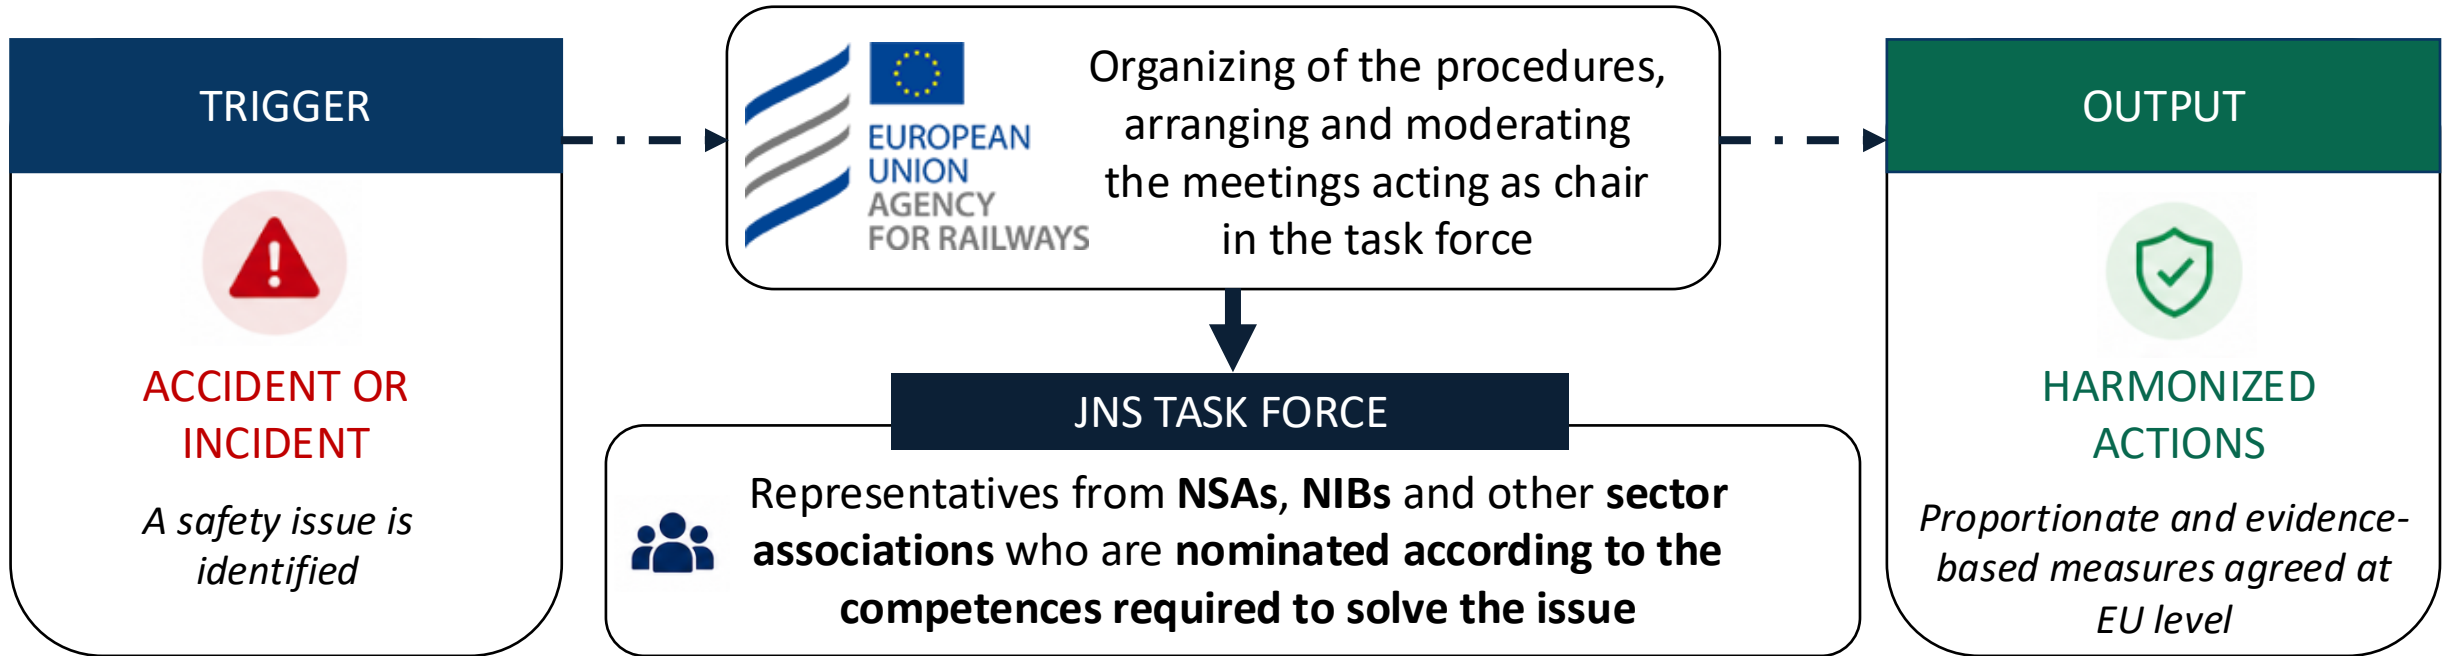 TRIGGER
ACCIDENT OR
INCIDENT
A safety issue is
identified
EUROPEAN
UNION
AGENCY
FOR RAILWAYS
Organizing of the procedures,
arranging and moderating
the meetings acting as chair
in the task force
JNS TASK FORCE
Representatives from NSAs, NIBs and other sector
associations who are nominated according to the
competences required to solve the issue
OUTPUT
HARMONIZED
ACTIONS
Proportionate and evidence-
based measures agreed at
EU level